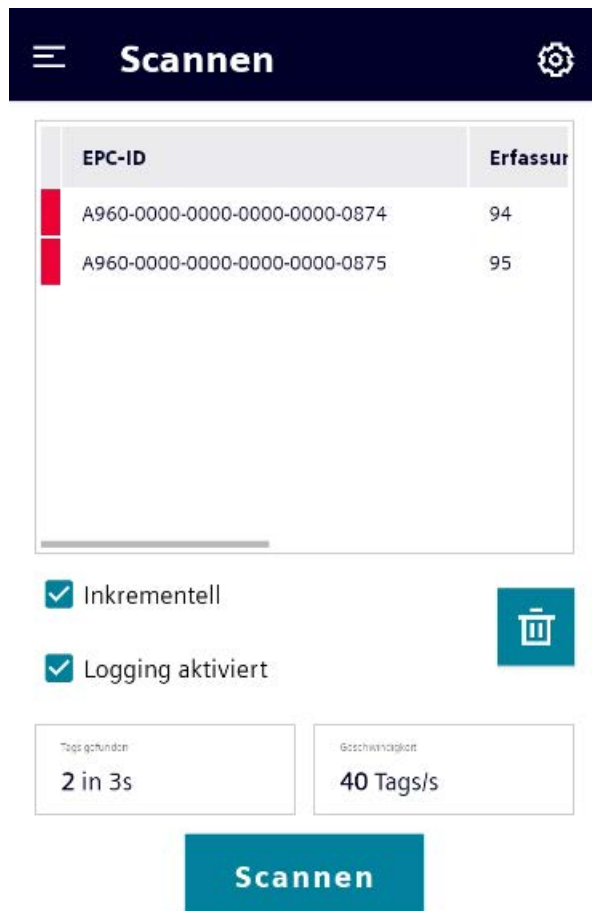 Scannen
EPC-ID Erfassur
A960-0000-0000-0000-0000-0874 94
A960-0000-0000-0000-0000-0875 95
Inkrementell
Logging aktiviert
Tags gefunden Geschwindigkeit
2 in 3s 40 Tags/s
Scannen